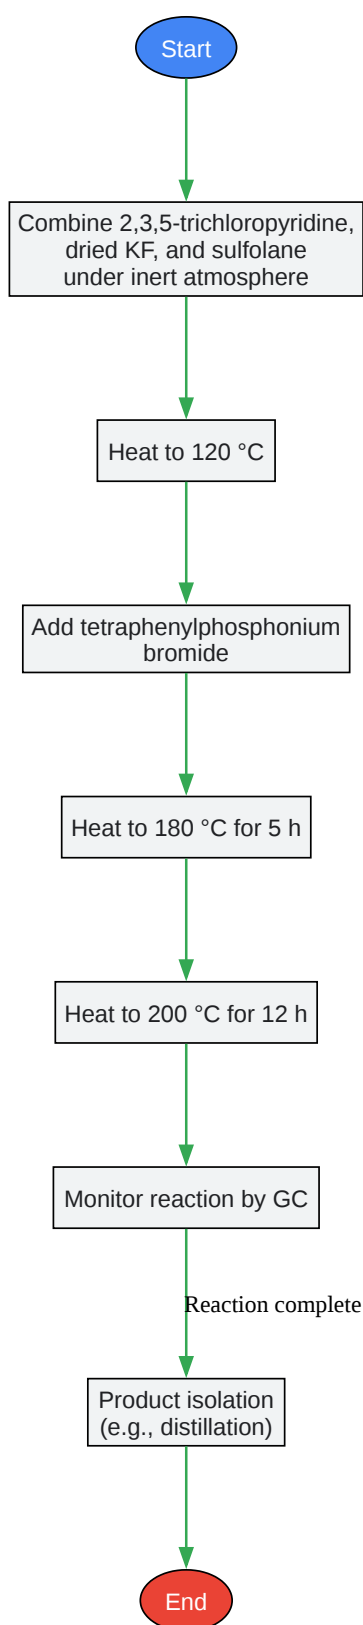 Start
Combine 2,3,5-trichloropyridine,
dried KF, and sulfolane
under inert atmosphere
Heat to 120 °C
Add tetraphenylphosphonium
bromide
Heat to 180 °C for 5 h
Heat to 200 °C for 12 h
Monitor reaction by GC
Reaction complete
Product isolation
(e.g., distillation)
End